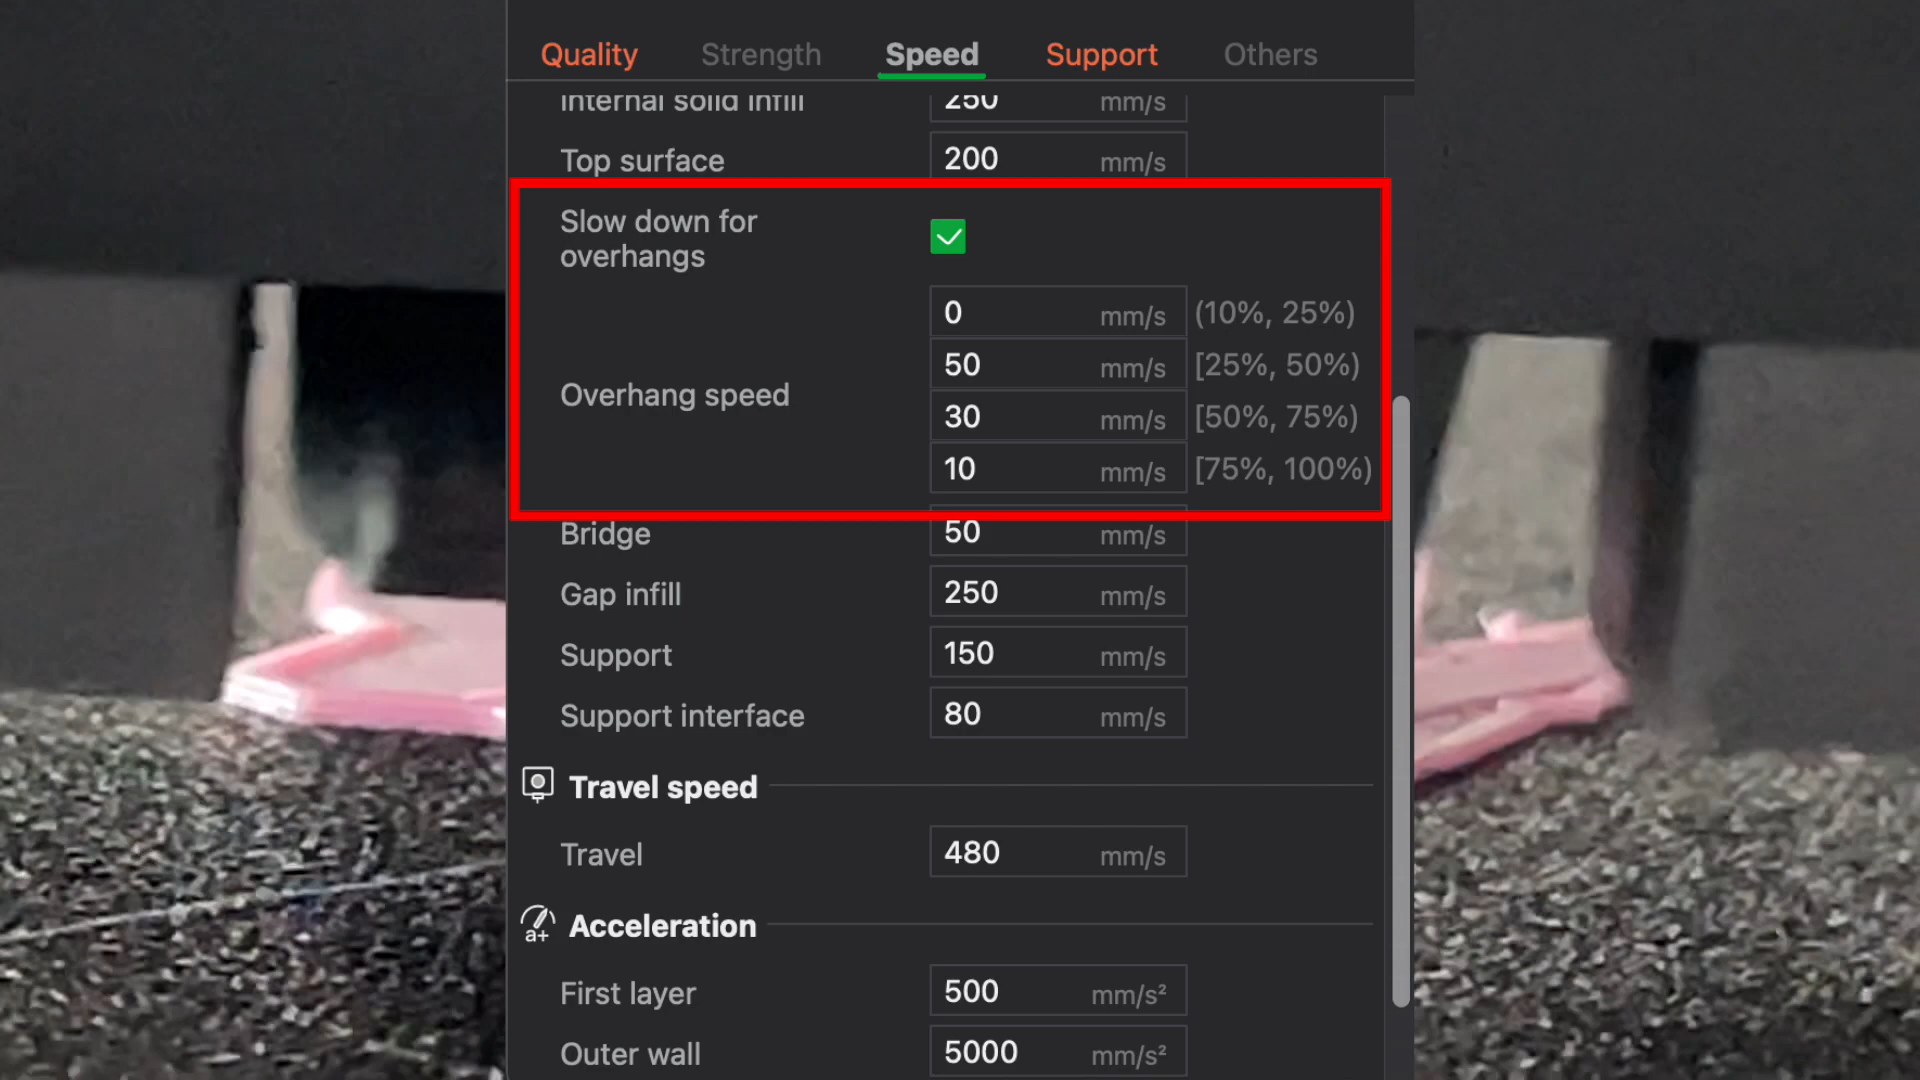 Quality Strength Speed Support Others
Internal solid infill 250 mm/s
Top surface 200 mm/s
Slow down for
overhangs
0 mm/s (10%, 25%)
50 mm/s [25%, 50%)
Overhang speed
30 mm/s [50%, 75%)
10 mm/s [75%, 100%)
Bridge 50 mm/s
Gap infill 250 mm/s
Support 150 mm/s
Support interface 80 mm/s
Travel speed
Travel 480 mm/s
a+ Acceleration
First layer 500 mm/s²
Outer wall 5000 mm/s²